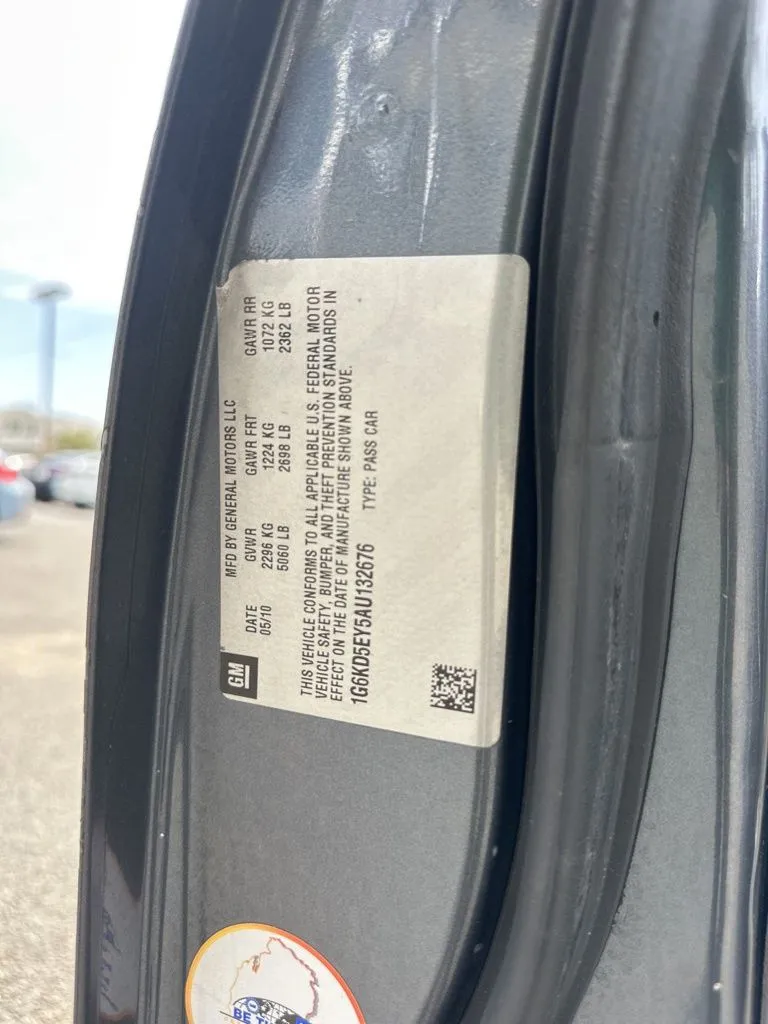 GM
MFD BY GENERAL MOTORS LLC
DATE GVWR GAWR FRT GAWR RR
05/10 2296 KG 1224 KG 1072 KG
5060 LB 2698 LB 2362 LB
THIS VEHICLE CONFORMS TO ALL APPLICABLE U.S. FEDERAL MOTOR
VEHICLE SAFETY, BUMPER, AND THEFT PREVENTION STANDARDS IN
EFFECT ON THE DATE OF MANUFACTURE SHOWN ABOVE.
1G6KD5EY5AU132676 TYPE: PASS CAR
BE